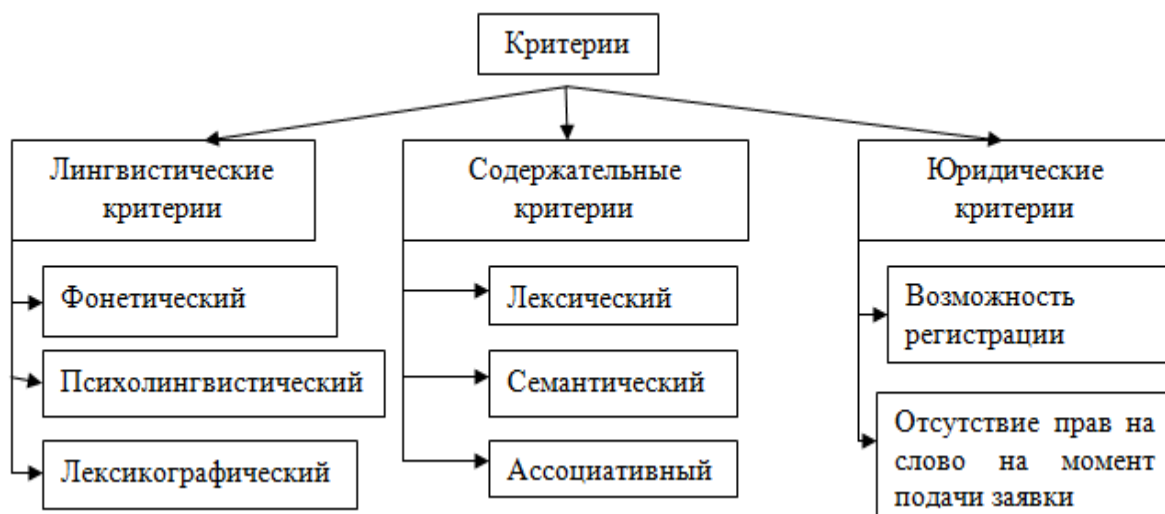 Критерии
Лингвистические
критерии
Фонетический
Психолингвистический
Лексикографический
Содержательные
критерии
Лексический
Семантический
Ассоциативный
Юридические
критерии
Возможность
регистрации
Отсутствие прав на
слово на момент
подачи заявки